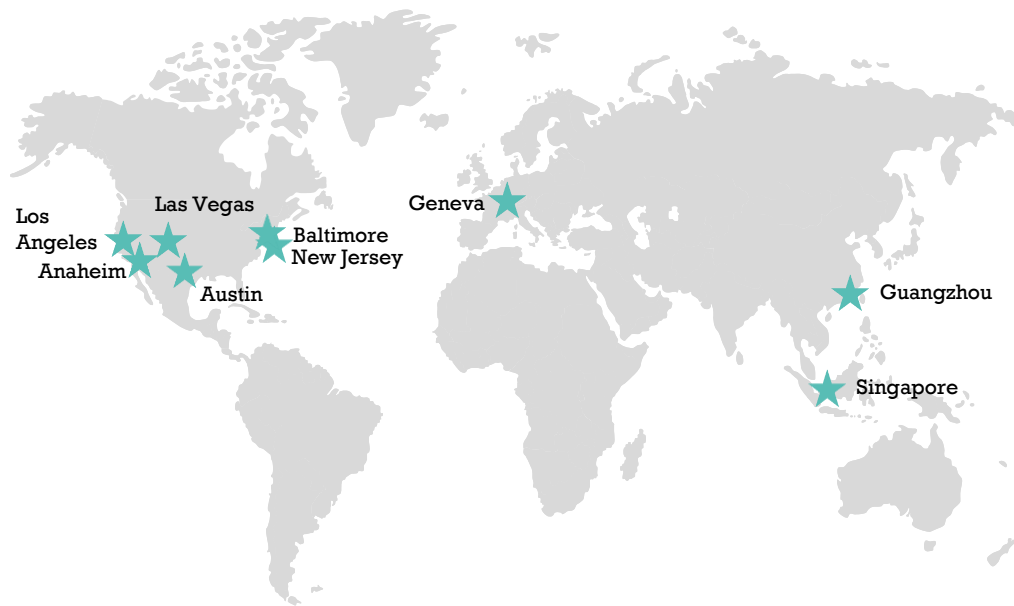 Las Vegas
Geneva
Los
Angeles
Baltimore
New Jersey
Anaheim
Austin
Guangzhou
Singapore